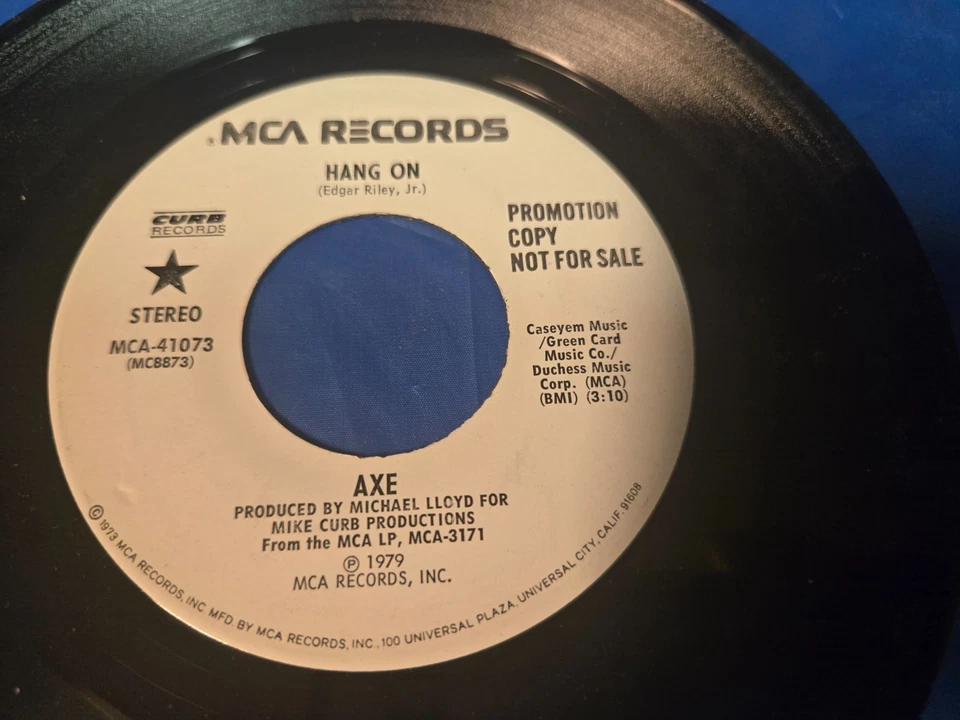 MCA RECORDS
HANG ON
(Edgar Riley, Jr.)
CURB
RECORDS
STEREO
MCA-41073
(MC8873)
PROMOTION
COPY
NOT FOR SALE
Caseyem Music
/Green Card
Music Co./
Duchess Music
Corp. (MCA)
(BMI) (3:10)
AXE
PRODUCED BY MICHAEL LLOYD FOR
MIKE CURB PRODUCTIONS
From the MCA LP, MCA-3171
℗ 1979
MCA RECORDS, INC.
© 1973 MCA RECORDS, INC MFD. BY MCA RECORDS, INC., 100 UNIVERSAL PLAZA, UNIVERSAL CITY, CALIF. 91608